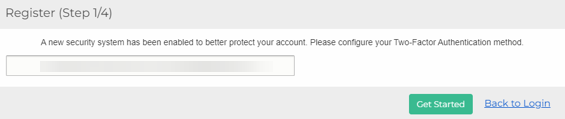 Register (Step 1/4)
A new security system has been enabled to better protect your account. Please configure your Two-Factor Authentication method.
Get Started
Back to Login